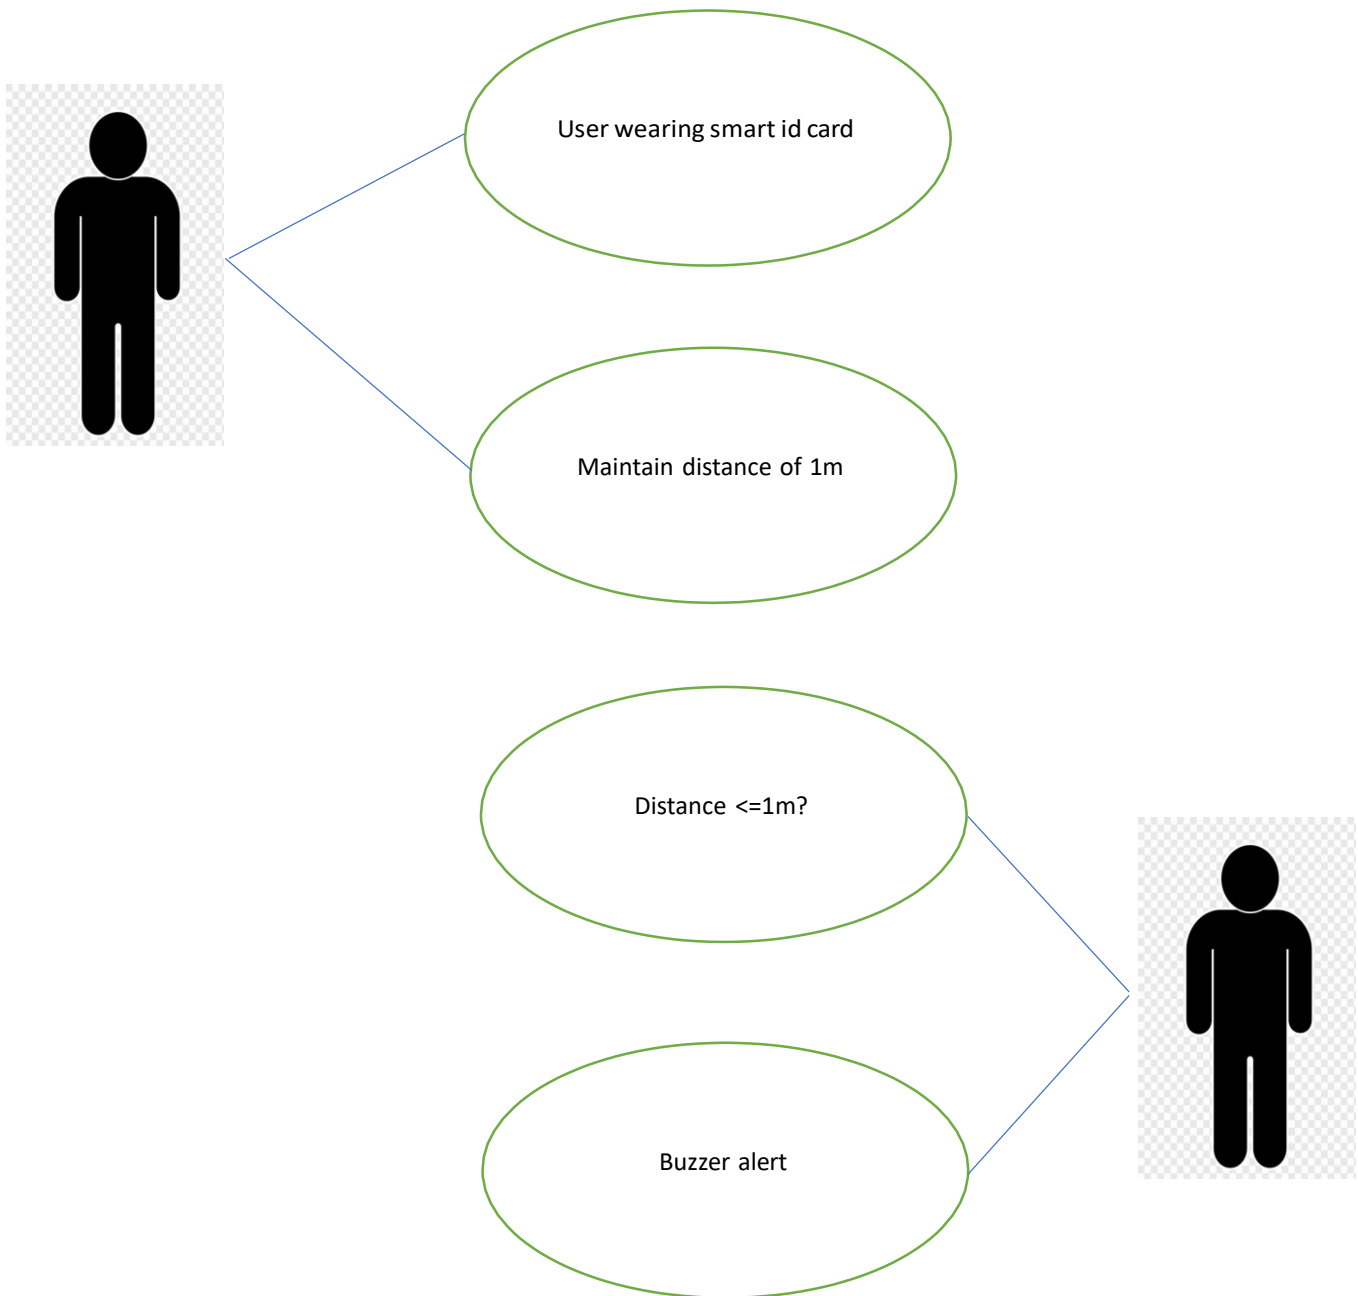 User wearing smart id card
Maintain distance of 1m
Distance <=1m?
Buzzer alert